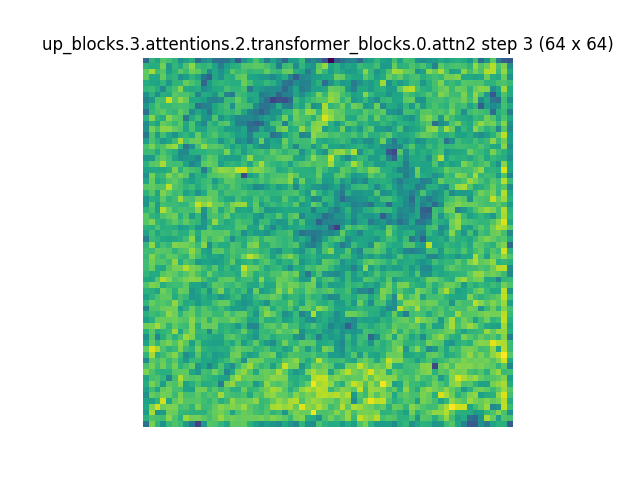 up_blocks.3.attentions.2.transformer_blocks.0.attn2 step 3 (64 x 64)